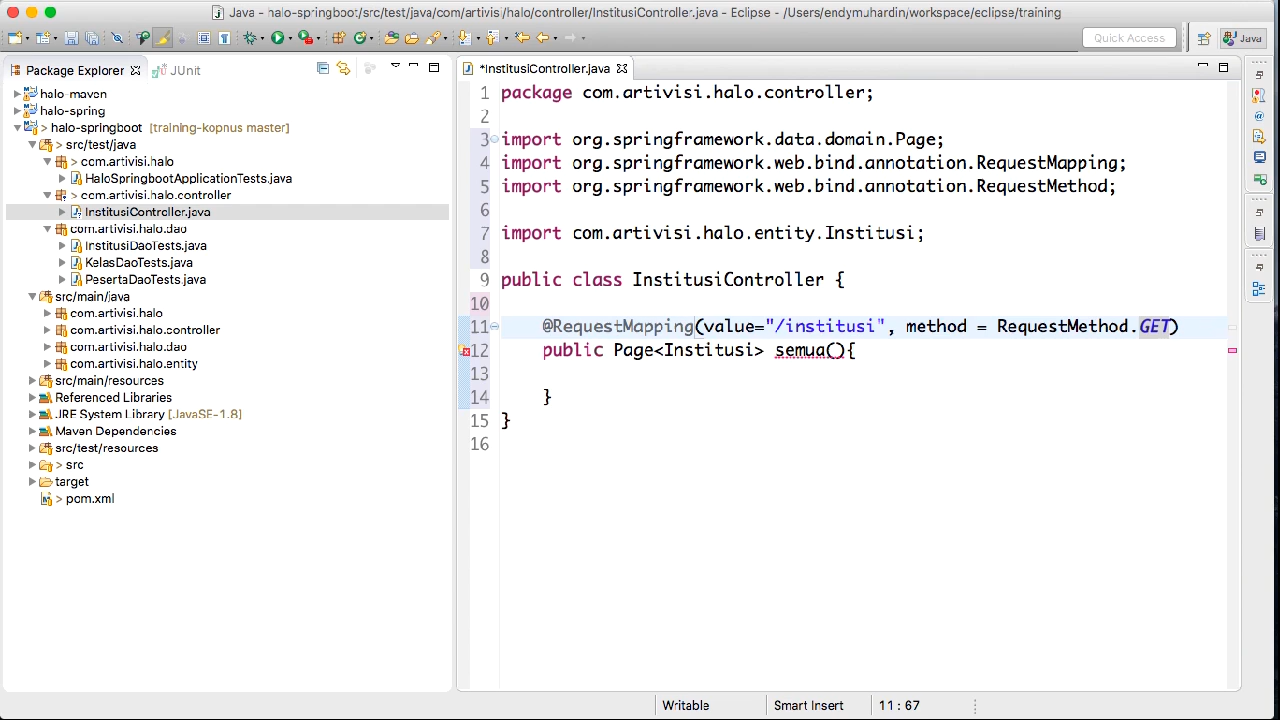 Java - halo-springboot/src/test/java/com/artivisi/halo/controller/InstitusiController.java - Eclipse - /Users/endymuhardin/workspace/eclipse/training
Quick Access
Java
Package Explorer
JUnit
halo-maven
halo-spring
> halo-springboot [training-kopnus master]
> src/test/java
> com.artivisi.halo
HaloSpringbootApplicationTests.java
> com.artivisi.halo.controller
InstitusiController.java
com.artivisi.halo.dao
InstitusiDaoTests.java
KelasDaoTests.java
PesertaDaoTests.java
src/main/java
com.artivisi.halo
com.artivisi.halo.controller
com.artivisi.halo.dao
com.artivisi.halo.entity
src/main/resources
Referenced Libraries
JRE System Library [JavaSE-1.8]
Maven Dependencies
src/test/resources
> src
target
> pom.xml
*InstitusiController.java
1 package com.artivisi.halo.controller;
2
3 import org.springframework.data.domain.Page;
4 import org.springframework.web.bind.annotation.RequestMapping;
5 import org.springframework.web.bind.annotation.RequestMethod;
6
7 import com.artivisi.halo.entity.Institusi;
8
9 public class InstitusiController {
10
11 @RequestMapping(value="/institusi", method = RequestMethod.GET)
12 public Page<Institusi> semua(){
13
14 }
15 }
16
Writable
Smart Insert
11 : 67